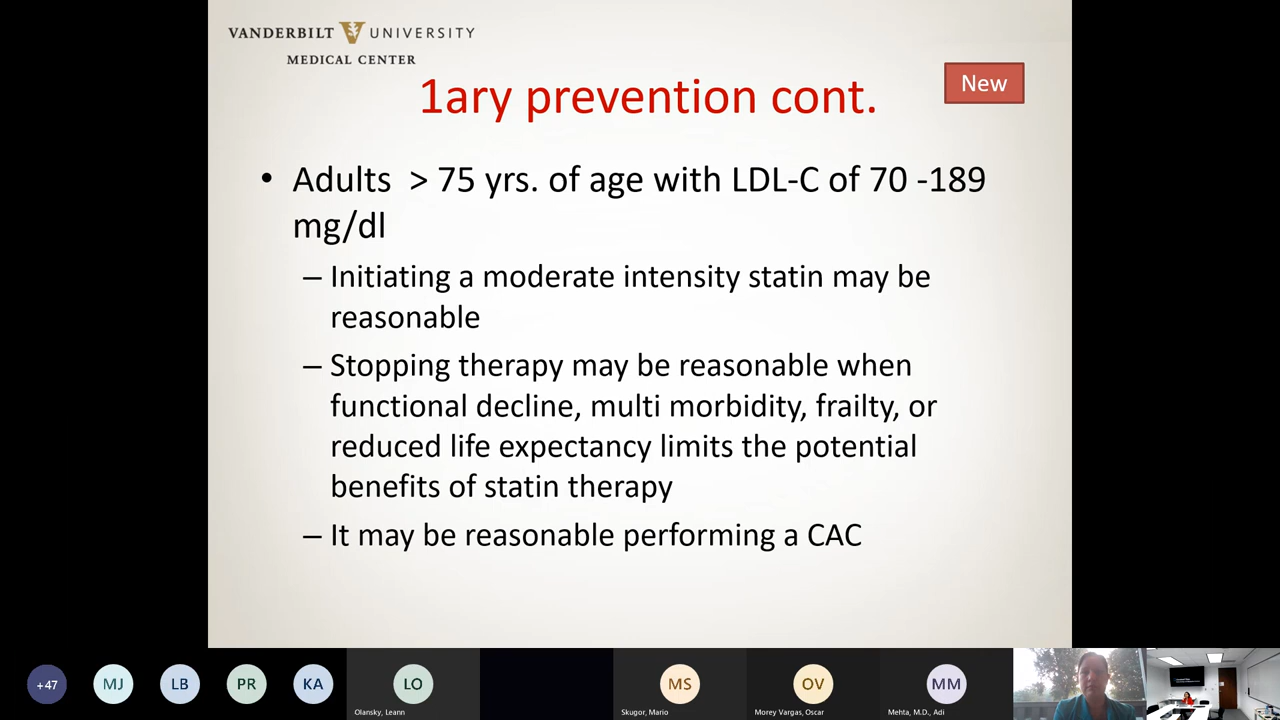 VANDERBILT UNIVERSITY
MEDICAL CENTER
1ary prevention cont.
New
• Adults > 75 yrs. of age with LDL-C of 70 -189
mg/dl
– Initiating a moderate intensity statin may be
reasonable
– Stopping therapy may be reasonable when
functional decline, multi morbidity, frailty, or
reduced life expectancy limits the potential
benefits of statin therapy
– It may be reasonable performing a CAC
+47
MJ
LB
PR
KA
LO
MS
OV
MM
Olansky, Leann
Skugor, Mario
Morey Vargas, Oscar
Mehta, M.D., Adi